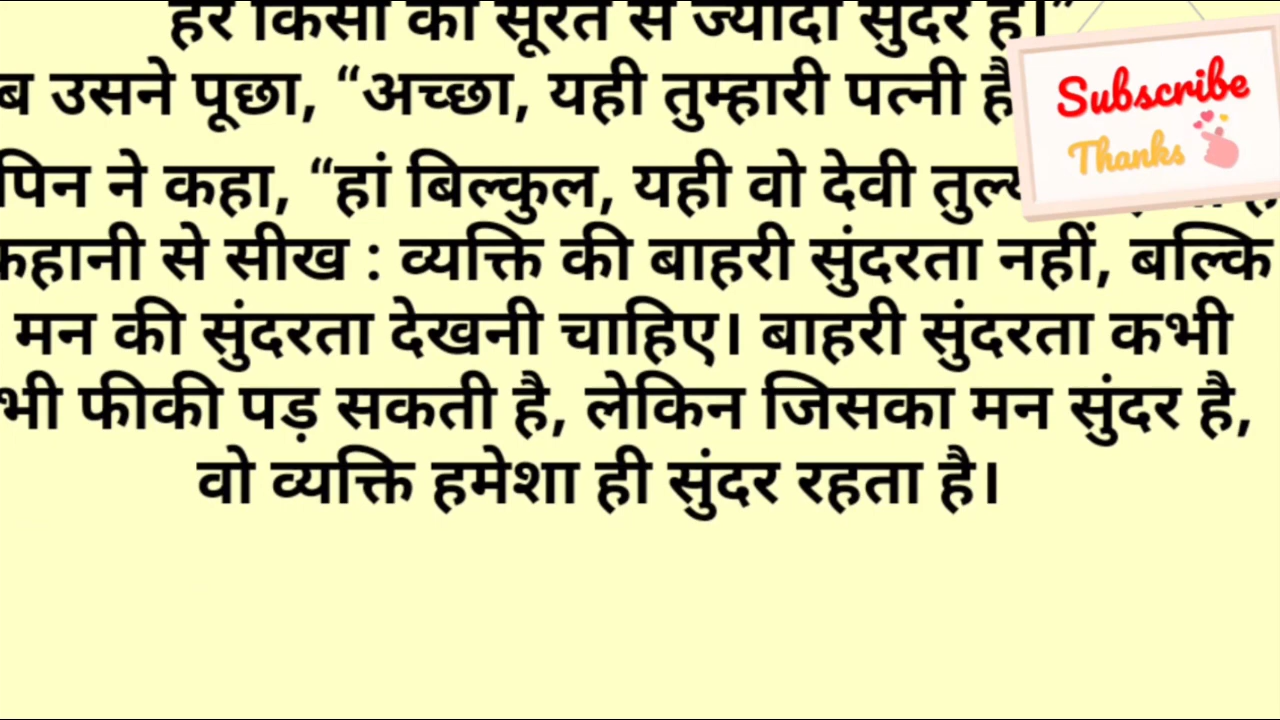 हर किसी की सूरत से ज्यादा सुंदर है।”
उसने पूछा, “अच्छा, यही तुम्हारी पत्नी
ने कहा, “हां बिल्कुल, यही वो देवी
कहानी से सीख : व्यक्ति की बाहरी सुंदरता नहीं, बल्कि
मन की सुंदरता देखनी चाहिए। बाहरी सुंदरता कभी
भी फीकी पड़ सकती है, लेकिन जिसका मन सुंदर है,
वो व्यक्ति हमेशा ही सुंदर रहता है।
Subscribe
Thanks